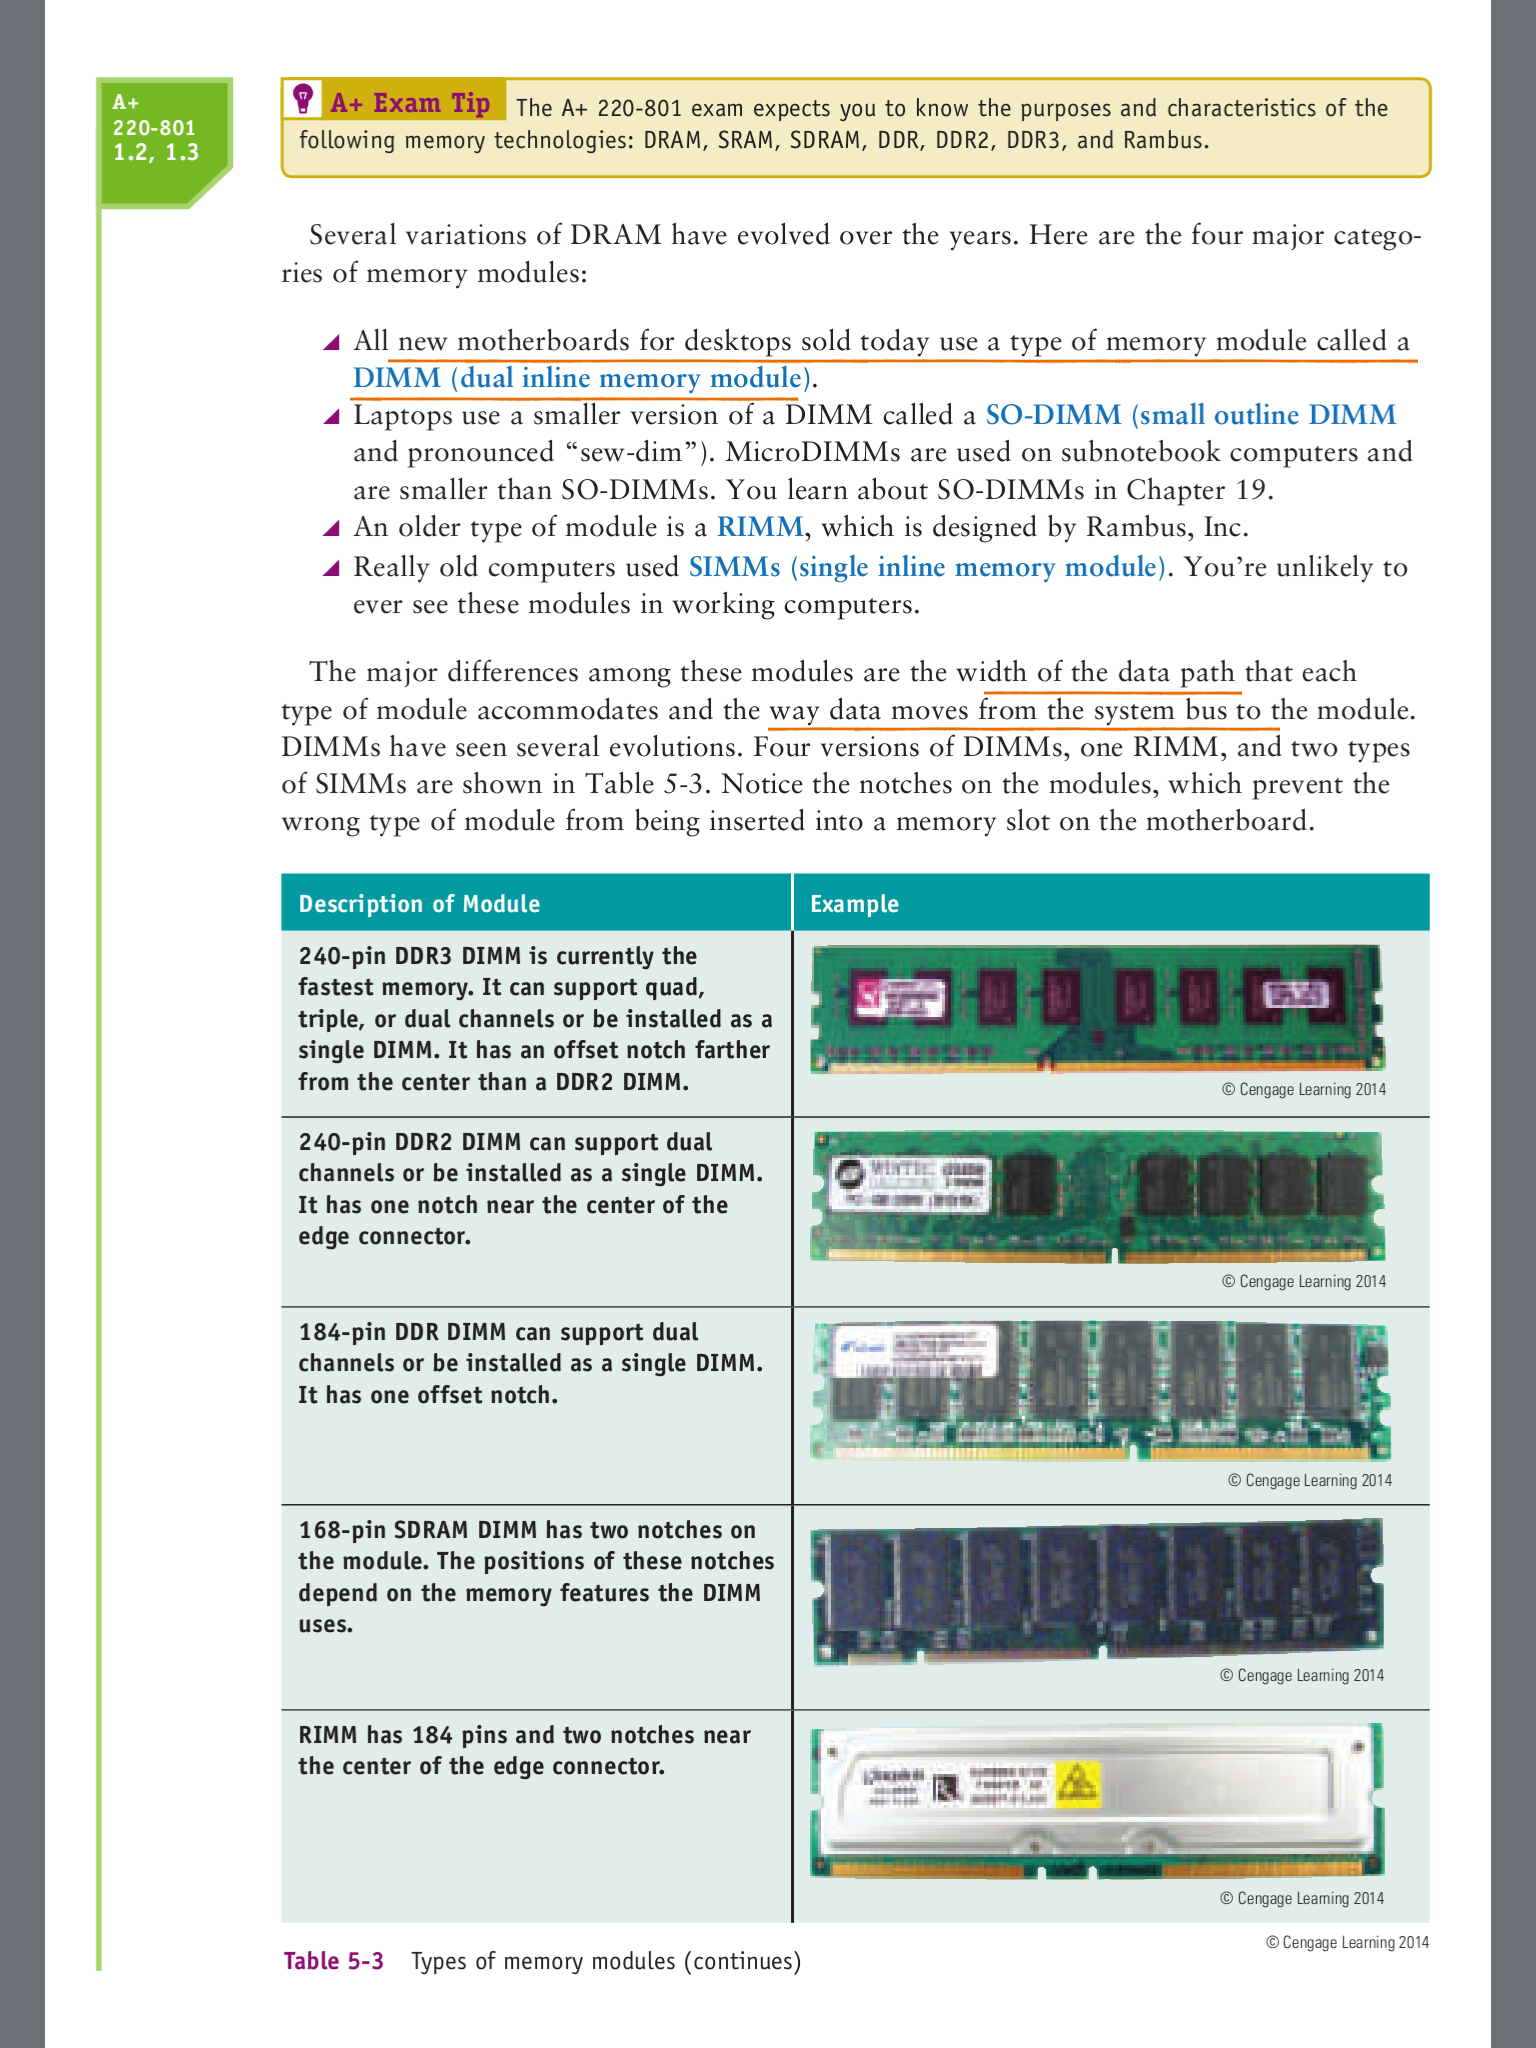 A+
220-801
1.2, 1.3
A+ Exam Tip The A+ 220-801 exam expects you to know the purposes and characteristics of the
following memory technologies: DRAM, SRAM, SDRAM, DDR, DDR2, DDR3, and Rambus.
Several variations of DRAM have evolved over the years. Here are the four major catego-
ries of memory modules:
All new motherboards for desktops sold today use a type of memory module called a
DIMM (dual inline memory module).
Laptops use a smaller version of a DIMM called a SO-DIMM (small outline DIMM
and pronounced “sew-dim”). MicroDIMMs are used on subnotebook computers and
are smaller than SO-DIMMs. You learn about SO-DIMMs in Chapter 19.
An older type of module is a RIMM, which is designed by Rambus, Inc.
Really old computers used SIMMs (single inline memory module). You’re unlikely to
ever see these modules in working computers.
The major differences among these modules are the width of the data path that each
type of module accommodates and the way data moves from the system bus to the module.
DIMMs have seen several evolutions. Four versions of DIMMs, one RIMM, and two types
of SIMMs are shown in Table 5-3. Notice the notches on the modules, which prevent the
wrong type of module from being inserted into a memory slot on the motherboard.
Description of Module
Example
240-pin DDR3 DIMM is currently the
fastest memory. It can support quad,
triple, or dual channels or be installed as a
single DIMM. It has an offset notch farther
from the center than a DDR2 DIMM.
© Cengage Learning 2014
240-pin DDR2 DIMM can support dual
channels or be installed as a single DIMM.
It has one notch near the center of the
edge connector.
© Cengage Learning 2014
184-pin DDR DIMM can support dual
channels or be installed as a single DIMM.
It has one offset notch.
© Cengage Learning 2014
168-pin SDRAM DIMM has two notches on
the module. The positions of these notches
depend on the memory features the DIMM
uses.
© Cengage Learning 2014
RIMM has 184 pins and two notches near
the center of the edge connector.
© Cengage Learning 2014
© Cengage Learning 2014
Table 5-3 Types of memory modules (continues)